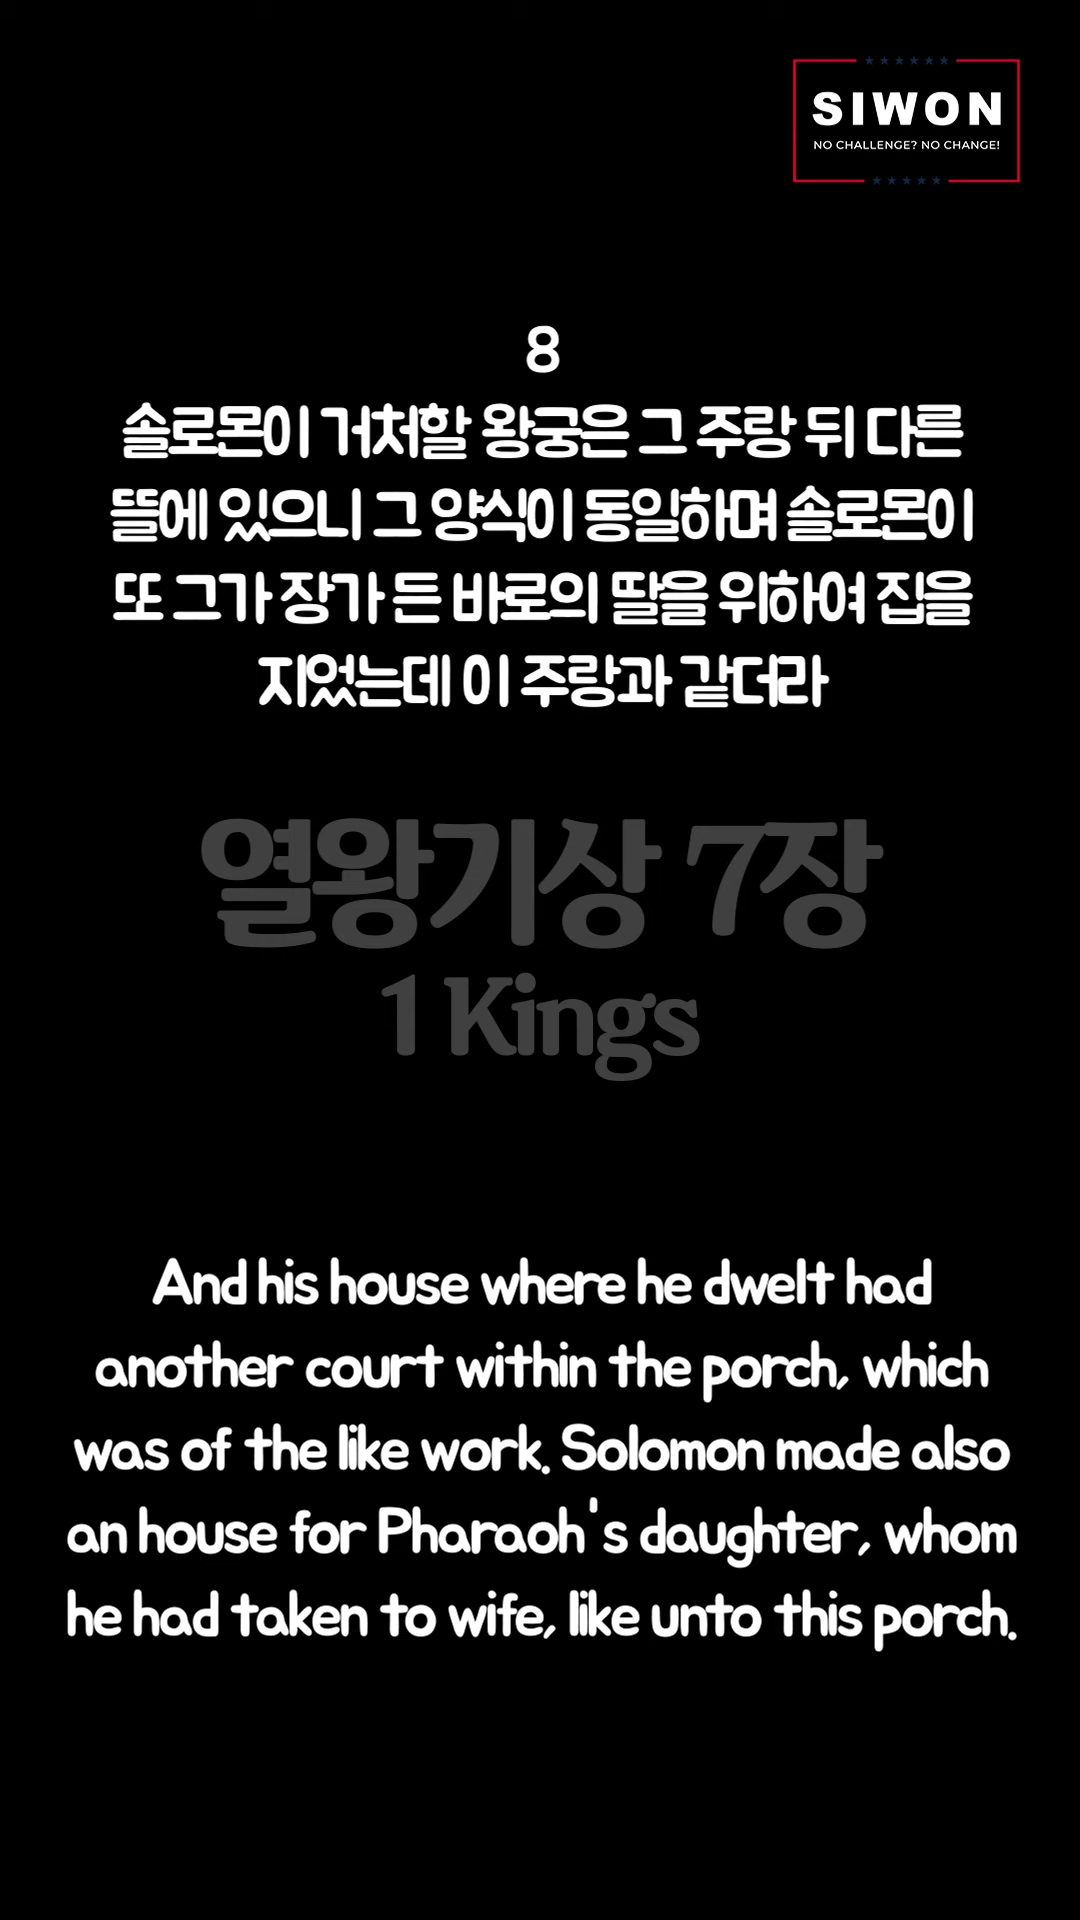 SIWON
NO CHALLENGE? NO CHANGE!
8
솔로몬이 거처할 왕궁은 그 주랑 뒤 다른
뜰에 있으니 그 양식이 동일하며 솔로몬이
또 그가 장가 든 바로의 딸을 위하여 집을
지었는데 이 주랑과 같더라
열왕기상 7장
1 Kings
And his house where he dwelt had
another court within the porch, which
was of the like work. Solomon made also
an house for Pharaoh's daughter, whom
he had taken to wife, like unto this porch.